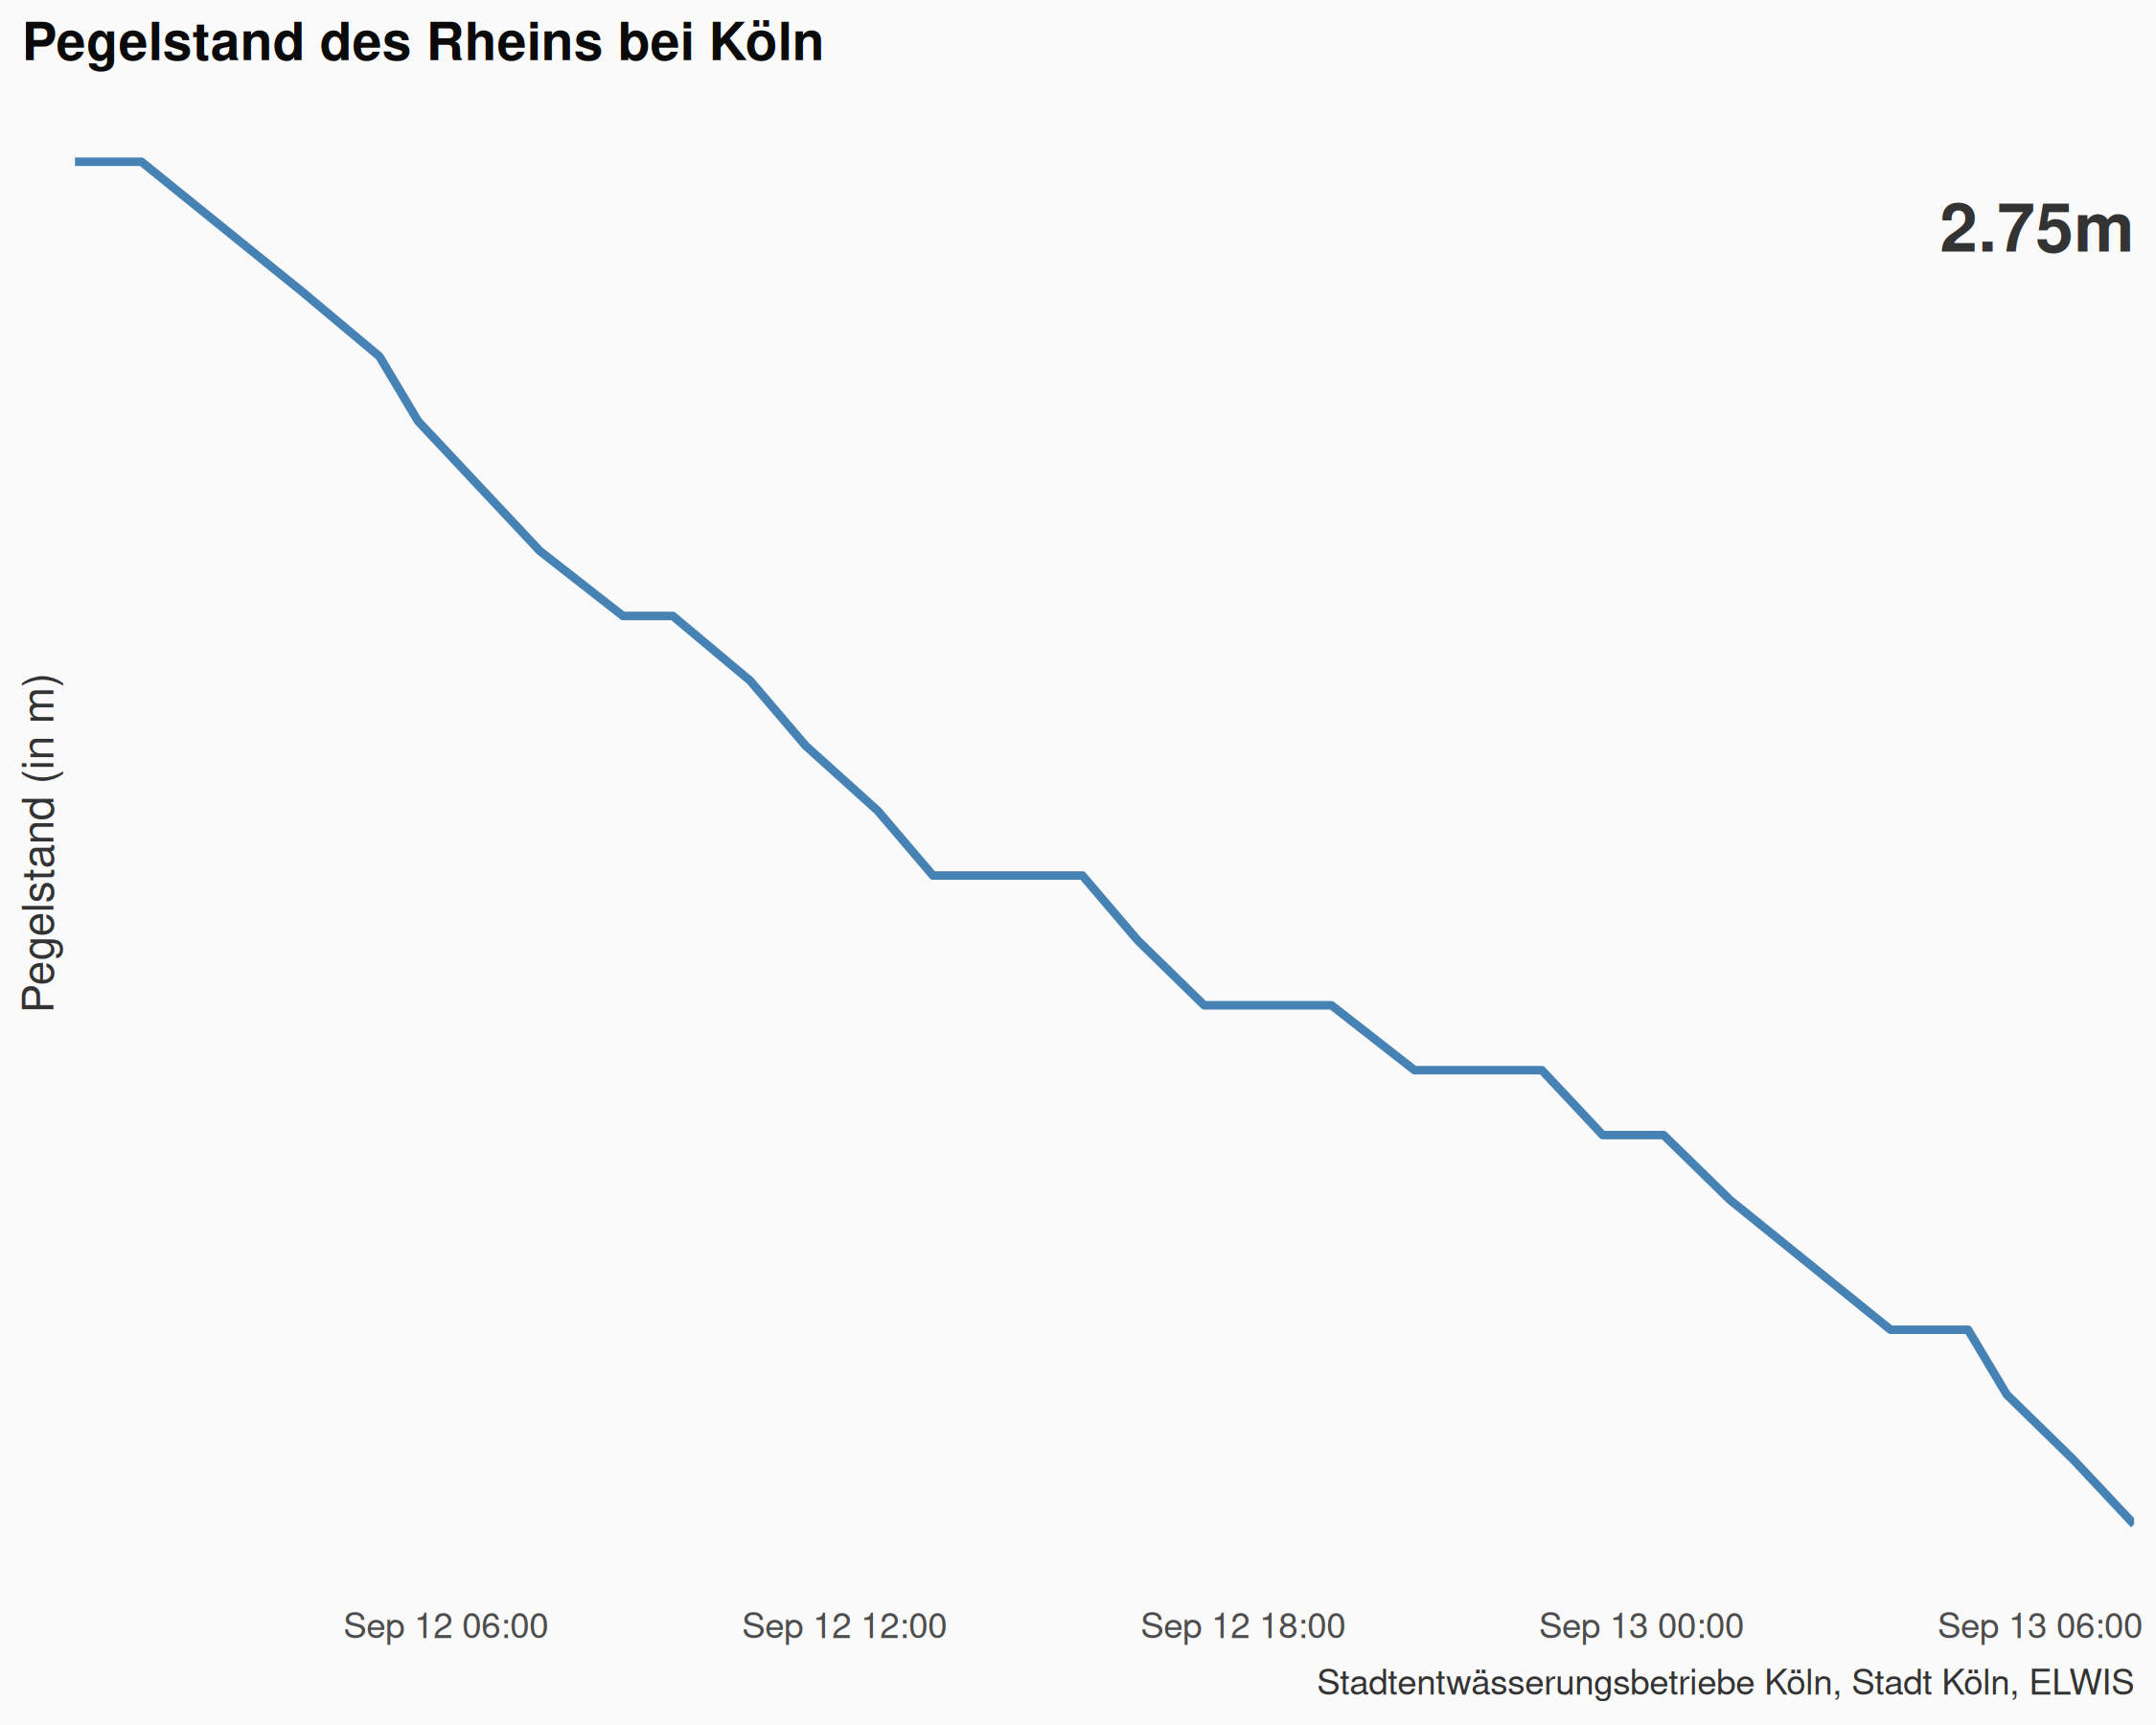 Pegelstand des Rheins bei Köln
2.75m
Pegelstand (in m)
Sep 12 06:00 Sep 12 12:00 Sep 12 18:00 Sep 13 00:00 Sep 13 06:00
Stadtentwässerungsbetriebe Köln, Stadt Köln, ELWIS